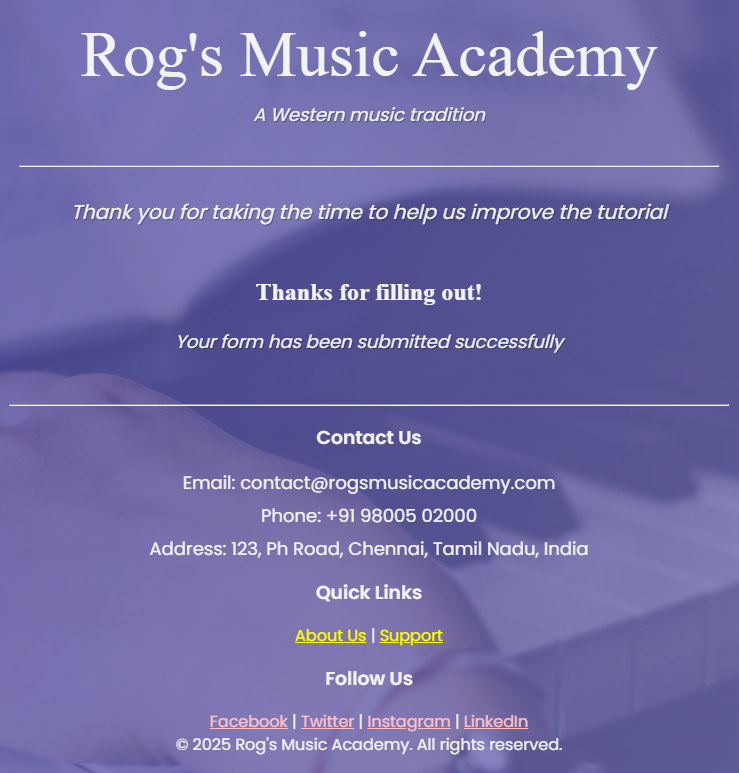 Rog's Music Academy
A Western music tradition
Thank you for taking the time to help us improve the tutorial
Thanks for filling out!
Your form has been submitted successfully
Contact Us
Email: contact@rogsmusicacademy.com
Phone: +91 98005 02000
Address: 123, Ph Road, Chennai, Tamil Nadu, India
Quick Links
About Us | Support
Follow Us
Facebook | Twitter | Instagram | LinkedIn
© 2025 Rog's Music Academy. All rights reserved.